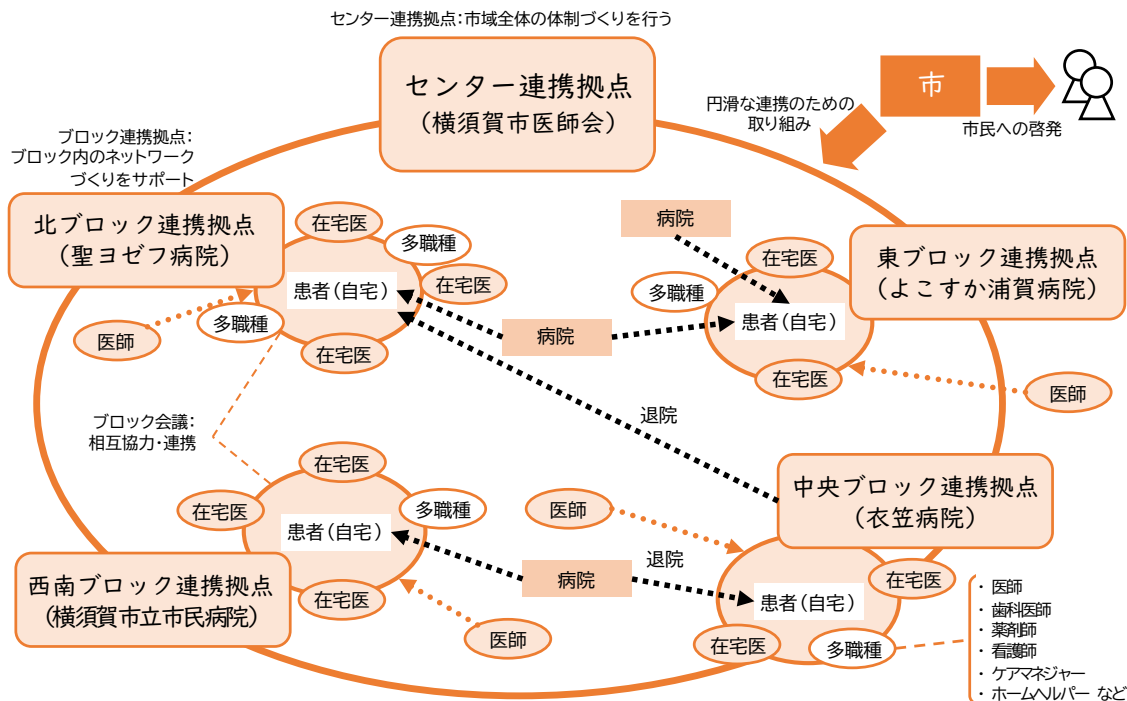 センター連携拠点：市域全体の体制づくりを行う
センター連携拠点
（横須賀市医師会）
市
円滑な連携のための
取り組み
市民への啓発
ブロック連携拠点：
ブロック内のネットワーク
づくりをサポート
北ブロック連携拠点
（聖ヨゼフ病院）
在宅医
多職種
在宅医
患者（自宅）
多職種
在宅医
医師
病院
病院
在宅医
多職種
患者（自宅）
在宅医
東ブロック連携拠点
（よこすか浦賀病院）
医師
ブロック会議：
相互協力・連携
退院
在宅医
在宅医
多職種
患者（自宅）
在宅医
西南ブロック連携拠点
（横須賀市立市民病院）
医師
医師
病院
退院
中央ブロック連携拠点
（衣笠病院）
在宅医
患者（自宅）
在宅医
多職種
・ 医師
・ 歯科医師
・ 薬剤師
・ 看護師
・ ケアマネジャー
・ ホームヘルパー など